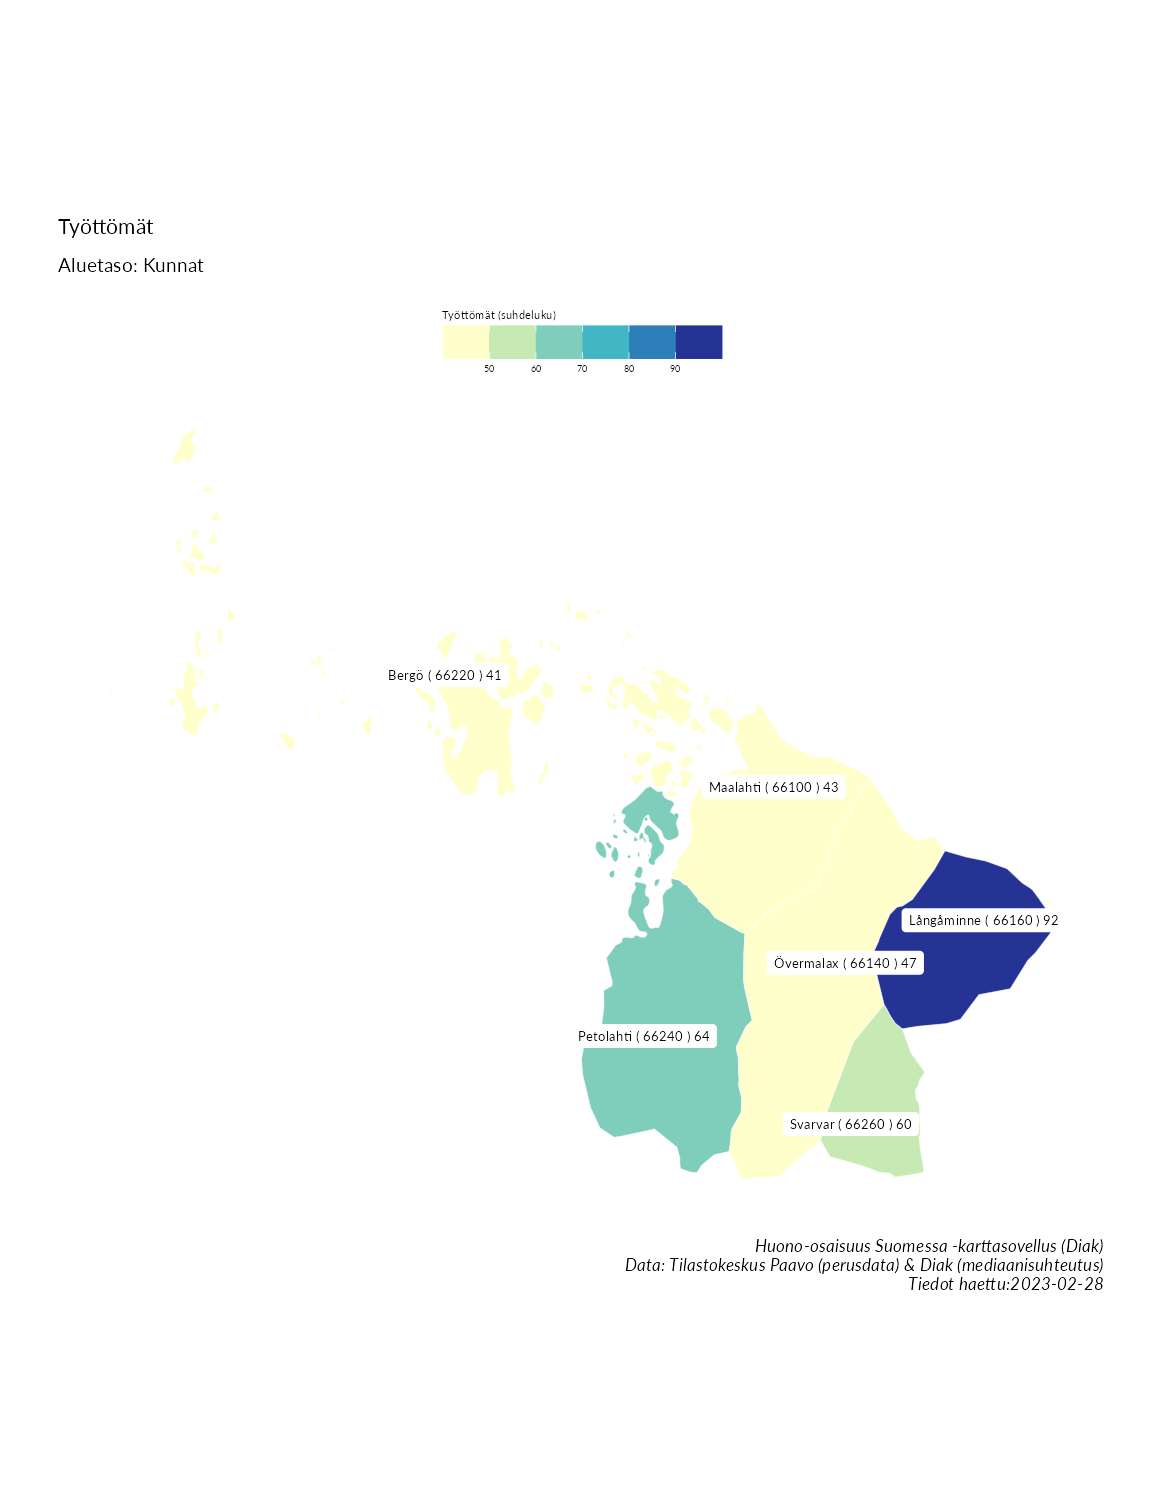 Työttömät
Aluetaso: Kunnat
Työttömät (suhdeluku)
50 60 70 80 90
Bergö ( 66220 ) 41
Maalahti ( 66100 ) 43
Långåminne ( 66160 ) 92
Övermalax ( 66140 ) 47
Petolahti ( 66240 ) 64
Svarvar ( 66260 ) 60
Huono-osaisuus Suomessa -karttasovellus (Diak)
Data: Tilastokeskus Paavo (perusdata) & Diak (mediaanisuhteutus)
Tiedot haettu:2023-02-28